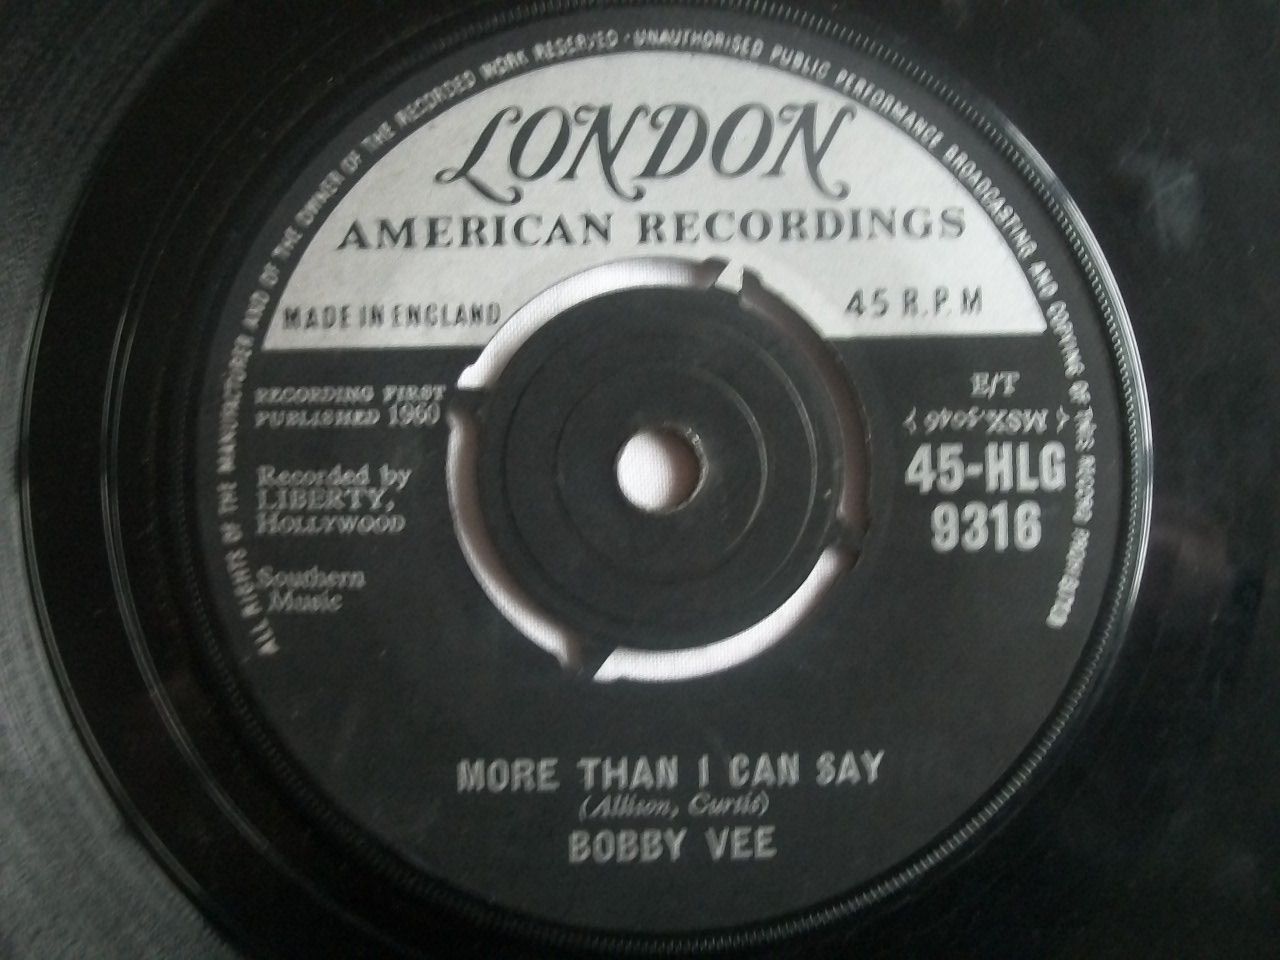 ALL RIGHTS OF THE MANUFACTURER AND OF THE OWNER OF THE RECORDED WORK RESERVED · UNAUTHORISED PUBLIC PERFORMANCE BROADCASTING AND COPYING OF THIS RECORD PROHIBITED
LONDON
AMERICAN RECORDINGS
MADE IN ENGLAND
45 R.P.M
RECORDING FIRST
PUBLISHED 1960
Recorded by
LIBERTY,
HOLLYWOOD
Southern
Music
E/T
45-HLG
9316
MORE THAN I CAN SAY
(Allison, Curtis)
BOBBY VEE